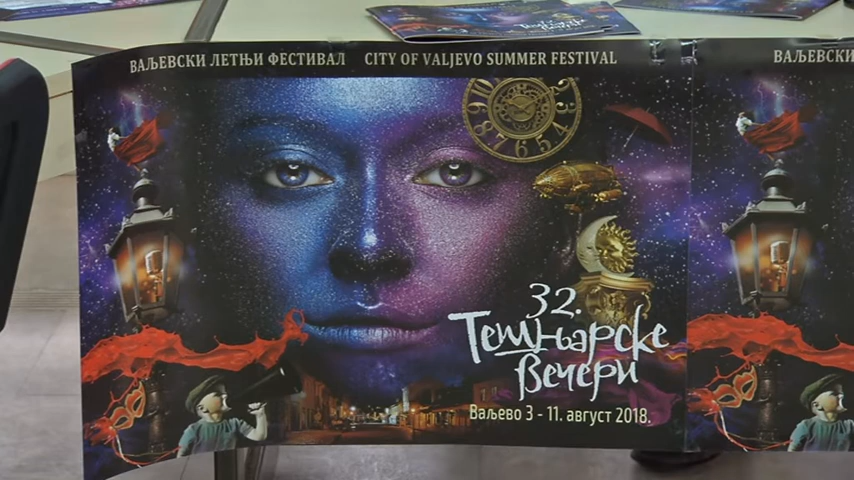 ВАЉЕВСКИ ЛЕТЊИ ФЕСТИВАЛ CITY OF VALJEVO SUMMER FESTIVAL
ВАЉЕВСКИ
32.
Тешњарске
Вечери
Ваљево 3 - 11. август 2018.